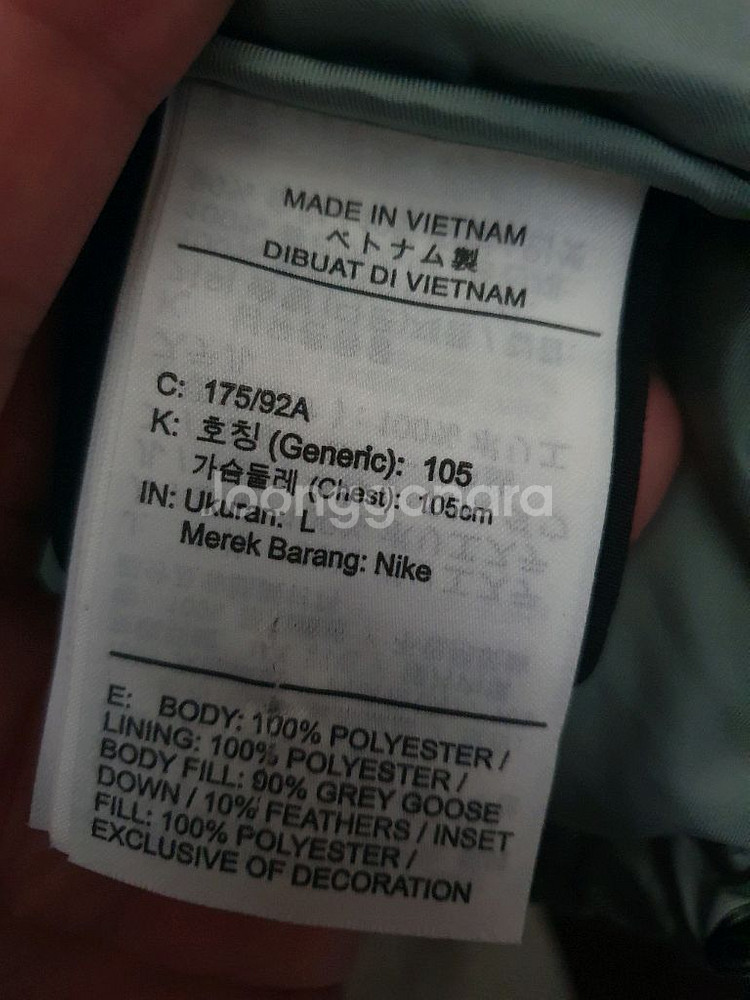 MADE IN VIETNAM
ベトナム製
DIBUAT DI VIETNAM
C: 175/92A
K: 호칭 (Generic): 105
가슴둘레 (Chest): 105cm
IN: Ukuran: L
Merek Barang: Nike
E: BODY: 100% POLYESTER /
LINING: 100% POLYESTER /
BODY FILL: 90% GREY GOOSE
DOWN / 10% FEATHERS / INSET
FILL: 100% POLYESTER /
EXCLUSIVE OF DECORATION